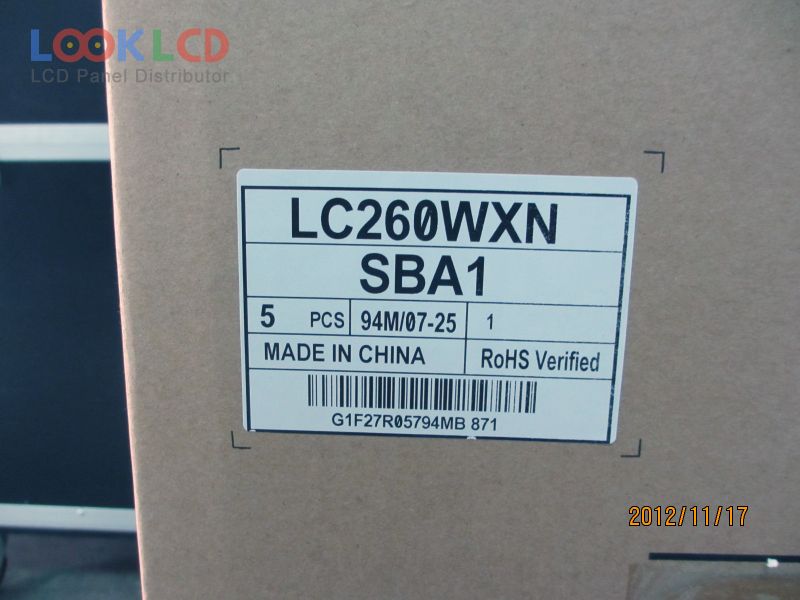 LOOKLCD
LCD Panel Distributor
LC260WXN
SBA1
5 PCS 94M/07-25 1
MADE IN CHINA RoHS Verified
G1F27R05794MB 871
2012/11/17